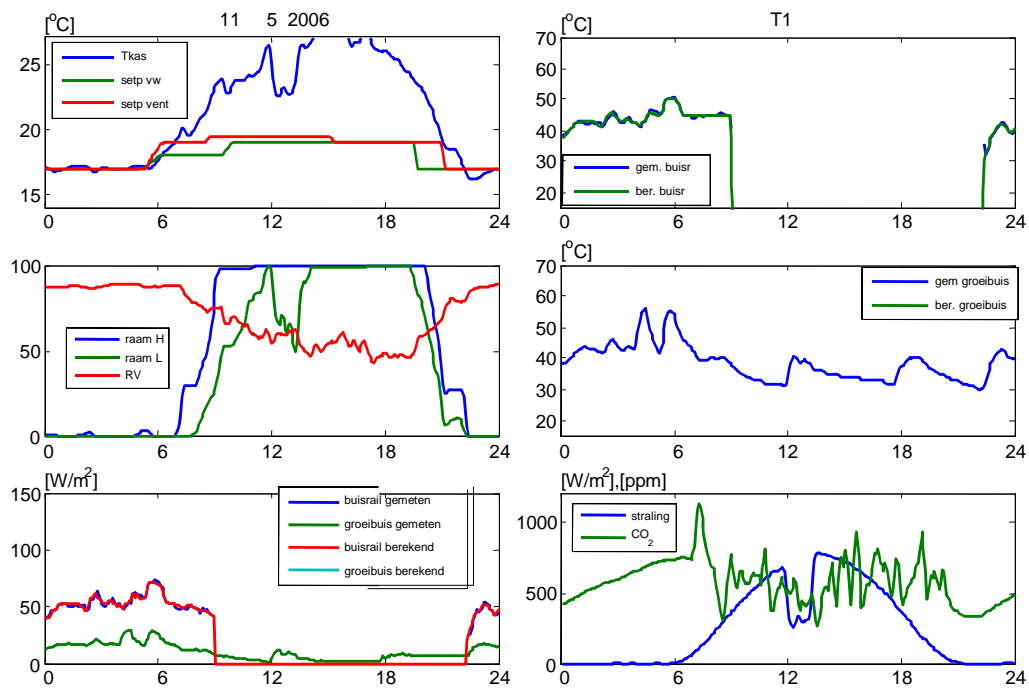 11 5 2006
T1
[°C]
25
20
15
0 6 12 18 24
Tkas
setp vw
setp vent
[°C]
70
60
50
40
30
20
0 6 12 18 24
gem. buisr
ber. buisr
100
50
0
0 6 12 18 24
raam H
raam L
RV
[°C]
70
60
50
40
30
20
0 6 12 18 24
gem groeibuis
ber. groeibuis
[W/m²]
150
100
50
0
0 6 12 18 24
buisrail gemeten
groeibuis gemeten
buisrail berekend
groeibuis berekend
[W/m²],[ppm]
1000
500
0
0 6 12 18 24
straling
CO₂